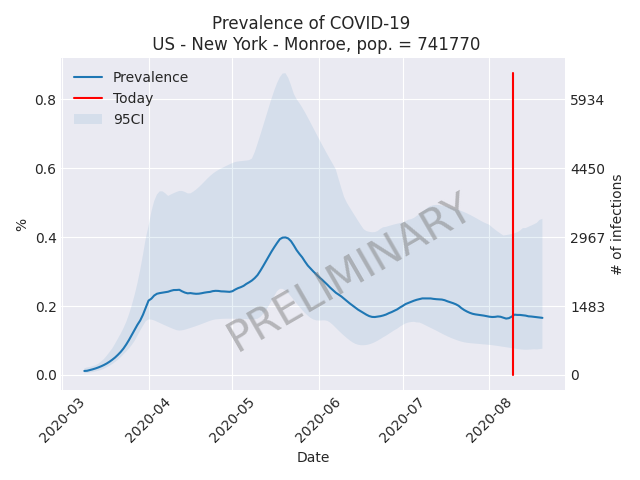 Prevalence of COVID-19
US - New York - Monroe, pop. = 741770
Prevalence
Today
95CI
0.8
0.6
0.4
0.2
0.0
%
5934
4450
2967
1483
0
# of infections
PRELIMINARY
2020-03
2020-04
2020-05
2020-06
2020-07
2020-08
Date